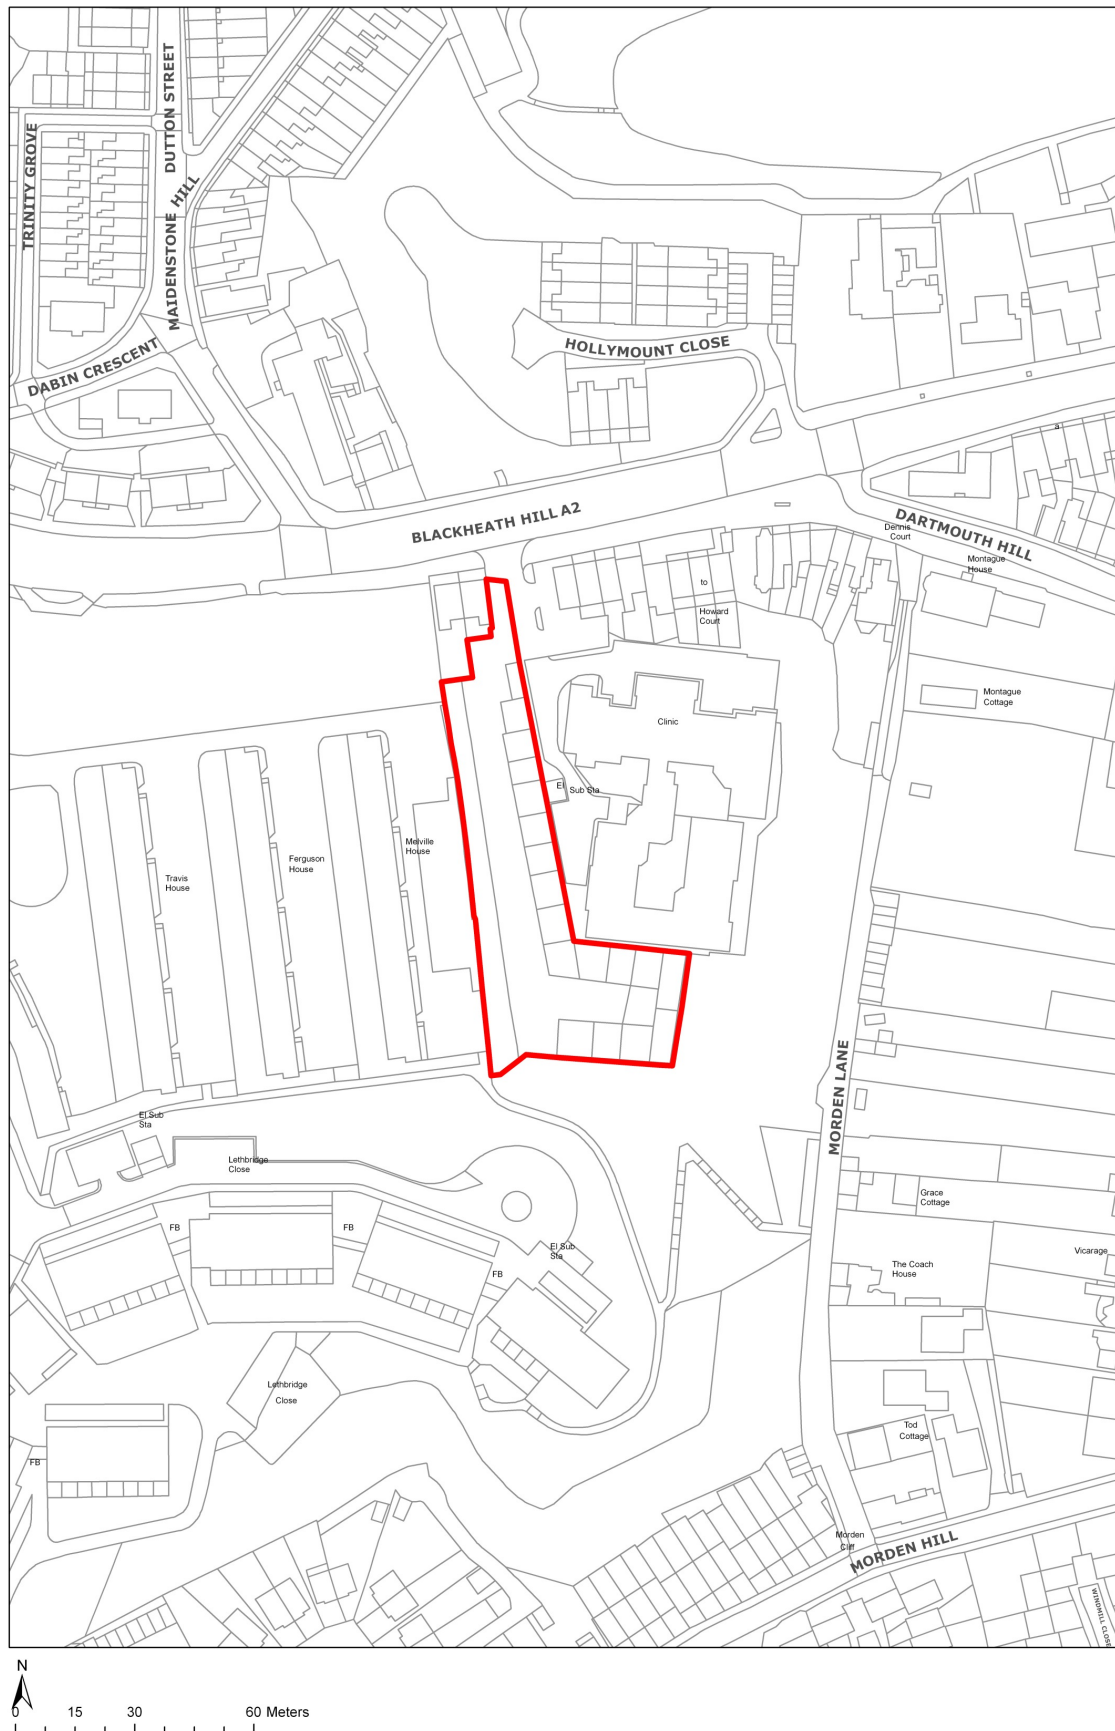 TRINITY GROVE
DUTTON STREET
MAIDENSTONE HILL
DABIN CRESCENT
HOLLYMOUNT CLOSE
a
BLACKHEATH HILL A2
DARTMOUTH HILL
Dennis
Court
Montague
House
to
Howard
Court
Montague
Cottage
Clinic
El
Sub Sta
Melville
House
Ferguson
House
Travis
House
MORDEN LANE
El Sub
Sta
Lethbridge
Close
Grace
Cottage
FB
FB
El Sub
Sta
FB
Vicarage
The Coach
House
Lethbridge
Close
Tod
Cottage
FB
Morden
Cliff
MORDEN HILL
WINDMILL CLOSE
N
0 15 30 60 Meters